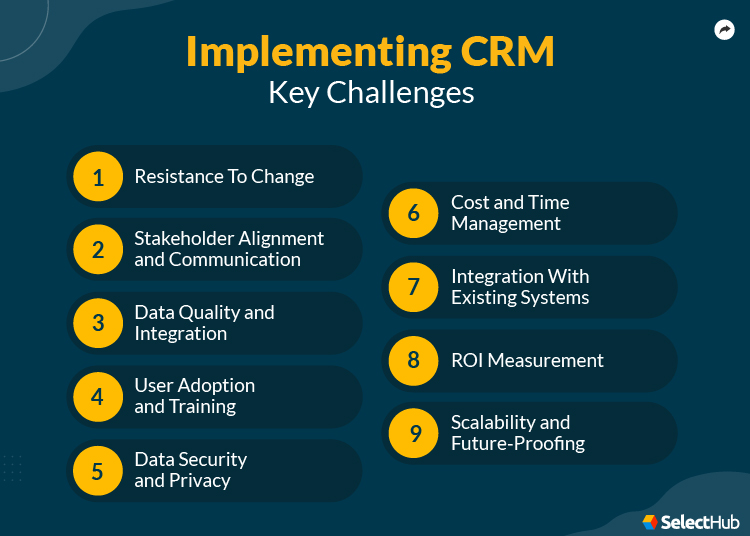 Implementing CRM
Key Challenges
1
Resistance To Change
2
Stakeholder Alignment
and Communication
3
Data Quality and
Integration
4
User Adoption
and Training
5
Data Security
and Privacy
6
Cost and Time
Management
7
Integration With
Existing Systems
8
ROI Measurement
9
Scalability and
Future-Proofing
SelectHub